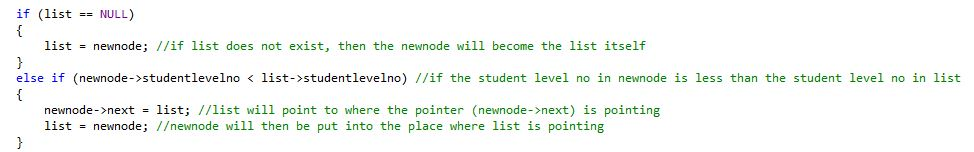 if (list == NULL)
{
    list = newnode; //if list does not exist, then the newnode will become the list itself
}
else if (newnode->studentlevelno < list->studentlevelno) //if the student level no in newnode is less than the student level no in list
{
    newnode->next = list; //list will point to where the pointer (newnode->next) is pointing
    list = newnode; //newnode will then be put into the place where list is pointing
}